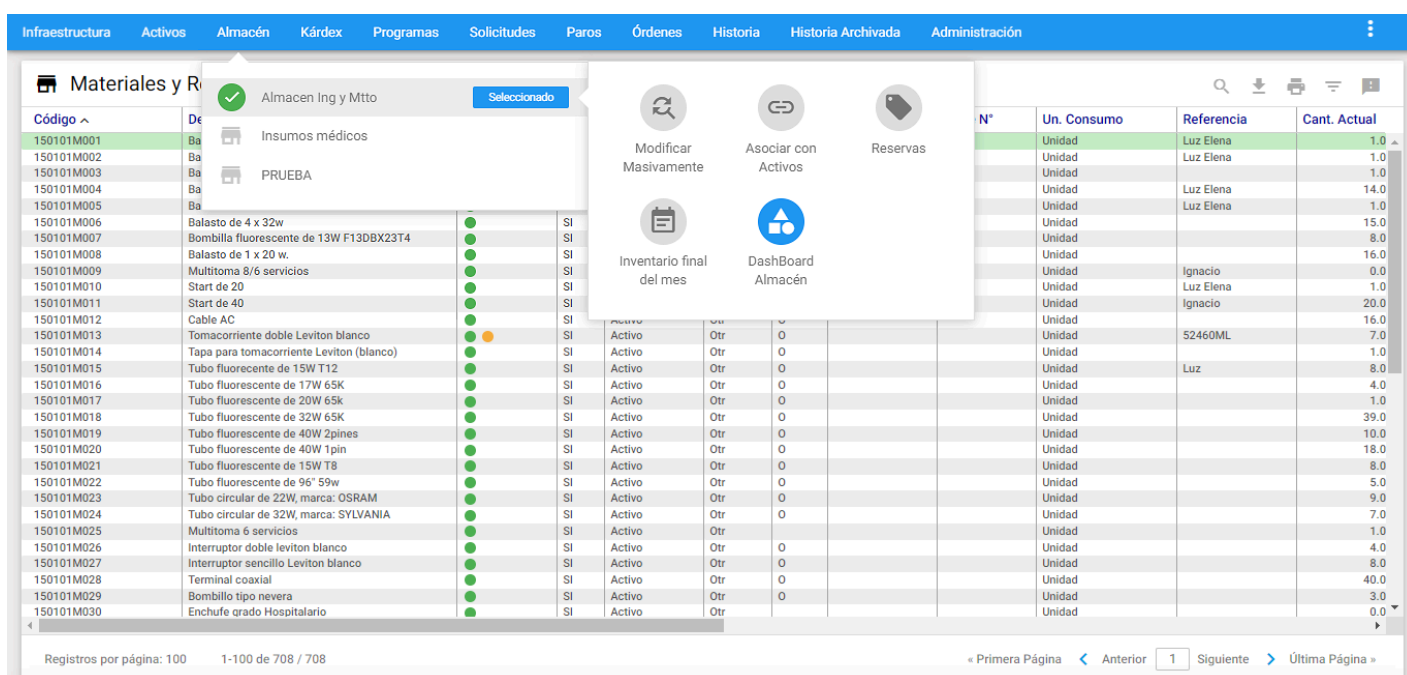 Infraestructura Activos Almacén Kárdex Programas Solicitudes Paros Órdenes Historia Historia Archivada Administración
Materiales y R
Almacen Ing y Mtto Seleccionado
Insumos médicos
PRUEBA
Modificar Masivamente
Asociar con Activos
Reservas
Inventario final del mes
DashBoard Almacén
Código De N° Un. Consumo Referencia Cant. Actual
150101M001 Ba Unidad Luz Elena 1.0
150101M002 Ba Unidad Luz Elena 1.0
150101M003 Ba Unidad 1.0
150101M004 Ba Unidad Luz Elena 14.0
150101M005 Ba Unidad Luz Elena 1.0
150101M006 Balasto de 4 x 32w SI Unidad 15.0
150101M007 Bombilla fluorescente de 13W F13DBX23T4 SI Unidad 8.0
150101M008 Balasto de 1 x 20 w. SI Unidad 16.0
150101M009 Multitoma 8/6 servicios SI Unidad Ignacio 0.0
150101M010 Start de 20 SI Unidad Luz Elena 1.0
150101M011 Start de 40 SI Unidad Ignacio 20.0
150101M012 Cable AC SI Activo Otr O Unidad 16.0
150101M013 Tomacorriente doble Leviton blanco SI Activo Otr O Unidad S2460ML 7.0
150101M014 Tapa para tomacorriente Leviton (blanco) SI Activo Otr O Unidad 1.0
150101M015 Tubo fluorecente de 15W T12 SI Activo Otr O Unidad Luz 8.0
150101M016 Tubo fluorescente de 17W 65K SI Activo Otr O Unidad 4.0
150101M017 Tubo fluorescente de 20W 65k SI Activo Otr O Unidad 1.0
150101M018 Tubo fluorescente de 32W 65K SI Activo Otr O Unidad 39.0
150101M019 Tubo fluorescente de 40W 2pines SI Activo Otr O Unidad 10.0
150101M020 Tubo fluorescente de 40W 1pin SI Activo Otr O Unidad 18.0
150101M021 Tubo fluorescente de 15W T8 SI Activo Otr O Unidad 8.0
150101M022 Tubo fluorescente de 96" 59w SI Activo Otr O Unidad 5.0
150101M023 Tubo circular de 22W, marca: OSRAM SI Activo Otr O Unidad 9.0
150101M024 Tubo circular de 32W, marca: SYLVANIA SI Activo Otr O Unidad 7.0
150101M025 Multitoma 6 servicios SI Activo Otr Unidad 1.0
150101M026 Interruptor doble leviton blanco SI Activo Otr O Unidad 4.0
150101M027 Interruptor sencillo Leviton blanco SI Activo Otr O Unidad 8.0
150101M028 Terminal coaxial SI Activo Otr O Unidad 40.0
150101M029 Bombillo tipo nevera SI Activo Otr O Unidad 3.0
150101M030 Enchufe grado Hospitalario SI Activo Otr Unidad 0.0
Registros por página: 100 1-100 de 708 / 708 « Primera Página Anterior 1 Siguiente Última Página »